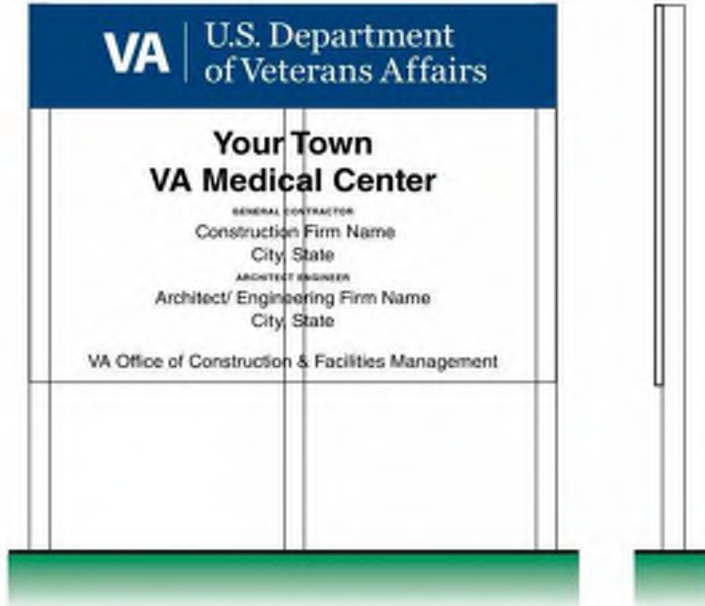 VA
U.S. Department
of Veterans Affairs
Your Town
VA Medical Center
GENERAL CONTRACTOR
Construction Firm Name
City, State
ARCHITECT ENGINEER
Architect/ Engineering Firm Name
City, State
VA Office of Construction & Facilities Management